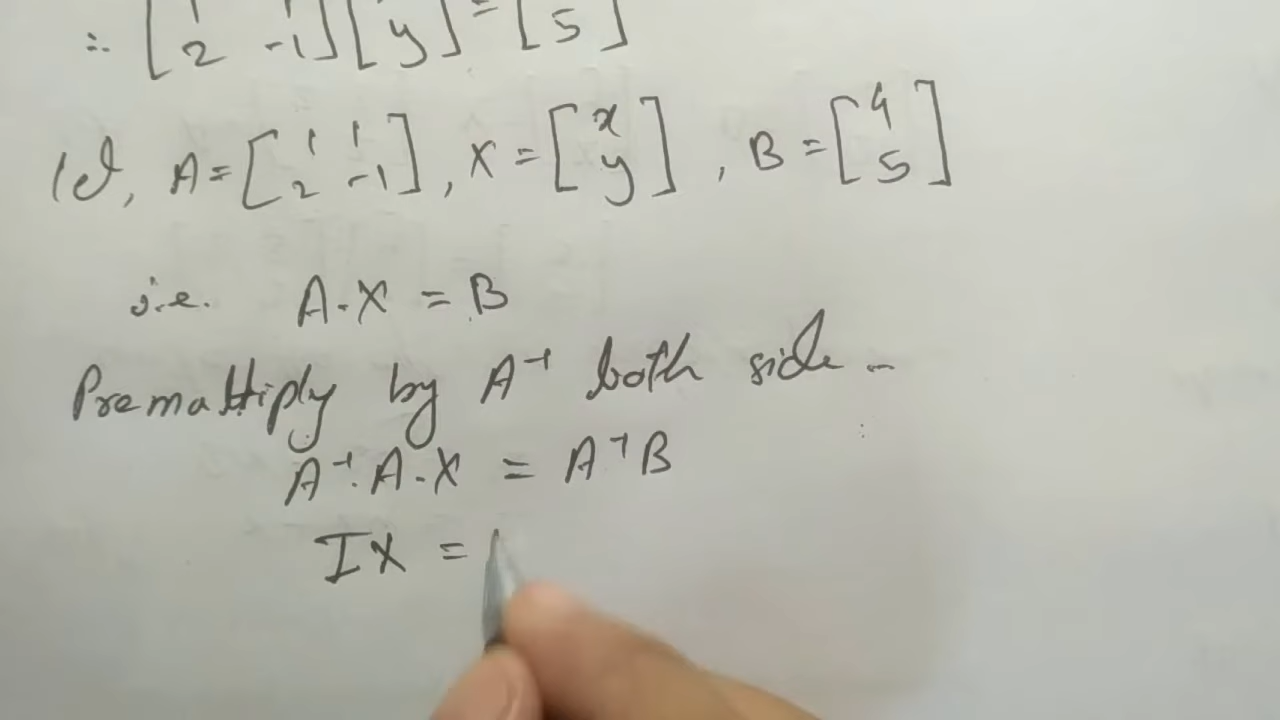 ∴ [2 -1] [y] = [5]
let, A = [1 1; 2 -1], X = [x; y], B = [4; 5]
i.e. A.X = B
Premultiply by A⁻¹ both side -
A⁻¹.A.X = A⁻¹B
IX =